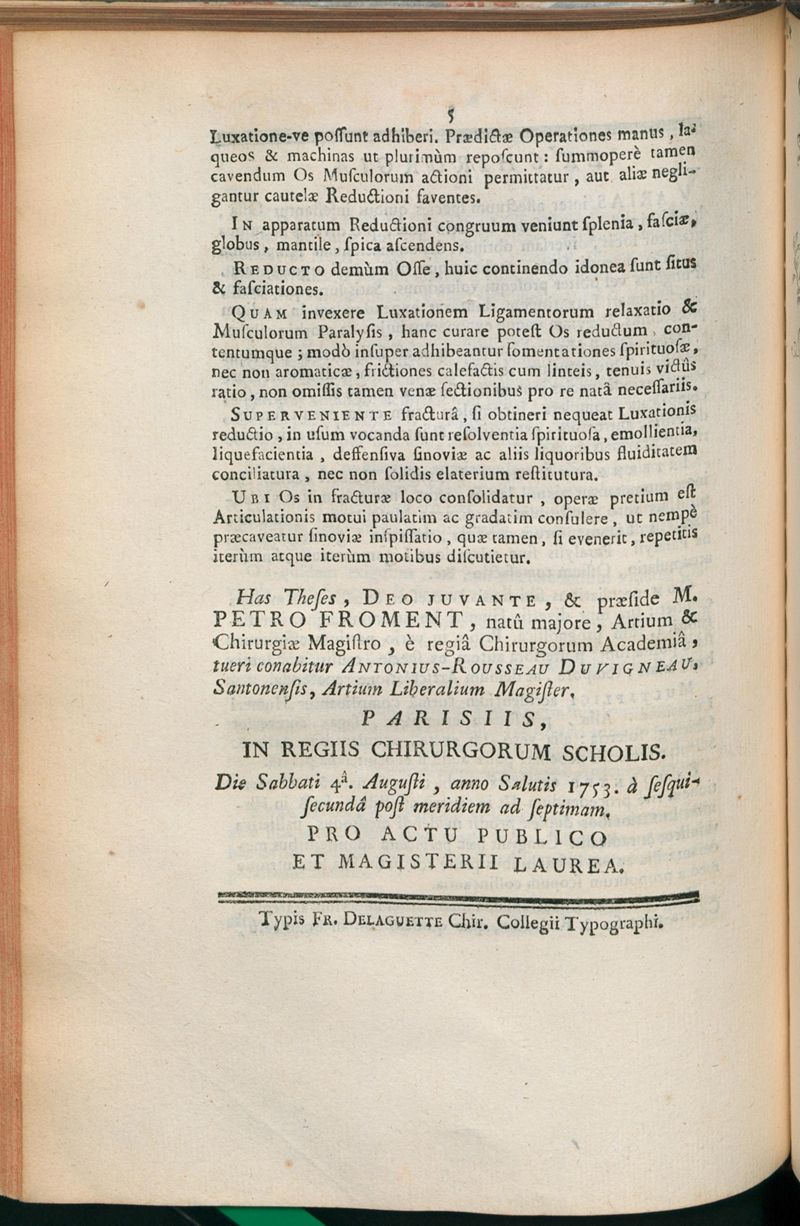 5
Luxatione-ve poſſunt adhiberi. Prædictæ Operationes manus, la-
queos & machinas ut plurimùm repoſcunt : ſummoperè tamen
cavendum Os Muſculorum actioni permittatur, aut aliæ negli-
gantur cautelæ Reductioni faventes.
IN apparatum Reductioni congruum veniunt ſplenia, faſciæ,
globus, mantile, ſpica aſcendens.
REDUCTO demùm Oſſe, huic continendo idonea ſunt ſitus
& faſciationes.
QUAM invexere Luxationem Ligamentorum relaxatio &
Muſculorum Paralyſis, hanc curare poteſt Os reductum, con-
tentumque ; modò inſuper adhibeantur fomentationes ſpirituoſæ,
nec non aromaticæ, frictiones calefactis cum linteis, tenuis victûs
ratio, non omiſſis tamen venæ ſectionibus pro re natâ neceſſariis.
SUPERVENIENTE fracturâ, ſi obtineri nequeat Luxationis
reductio, in uſum vocanda ſunt reſolventia ſpirituoſa, emollientia,
liquefacientia, deffenſiva ſinoviæ ac aliis liquoribus fluiditatem
conciliatura, nec non ſolidis elaterium reſtitutura.
UBI Os in fracturæ loco conſolidatur, operæ pretium eſt
Articulationis motui paulatim ac gradatim conſulere, ut nempè
præcaveatur ſinoviæ inſpiſſatio, quæ tamen, ſi evenerit, repetitis
iterùm atque iterùm motibus diſcutietur.
Has Theſes, DEO JUVANTE, & præſide M.
PETRO FROMENT, natû majore, Artium &
Chirurgiæ Magiſtro, è regiâ Chirurgorum Academiâ,
tueri conabitur ANTONIUS-ROUSSEAU DUVIGNEAU,
Santonenſis, Artium Liberalium Magiſter,
PARISIIS,
IN REGIIS CHIRURGORUM SCHOLIS.
Die Sabbati 4â. Auguſti, anno Salutis 1753. à ſeſqui-
ſecundâ poſt meridiem ad ſeptimam,
PRO ACTU PUBLICO
ET MAGISTERII LAUREA.
Typis FR. DELAGUETTE Chir. Collegii Typographi.